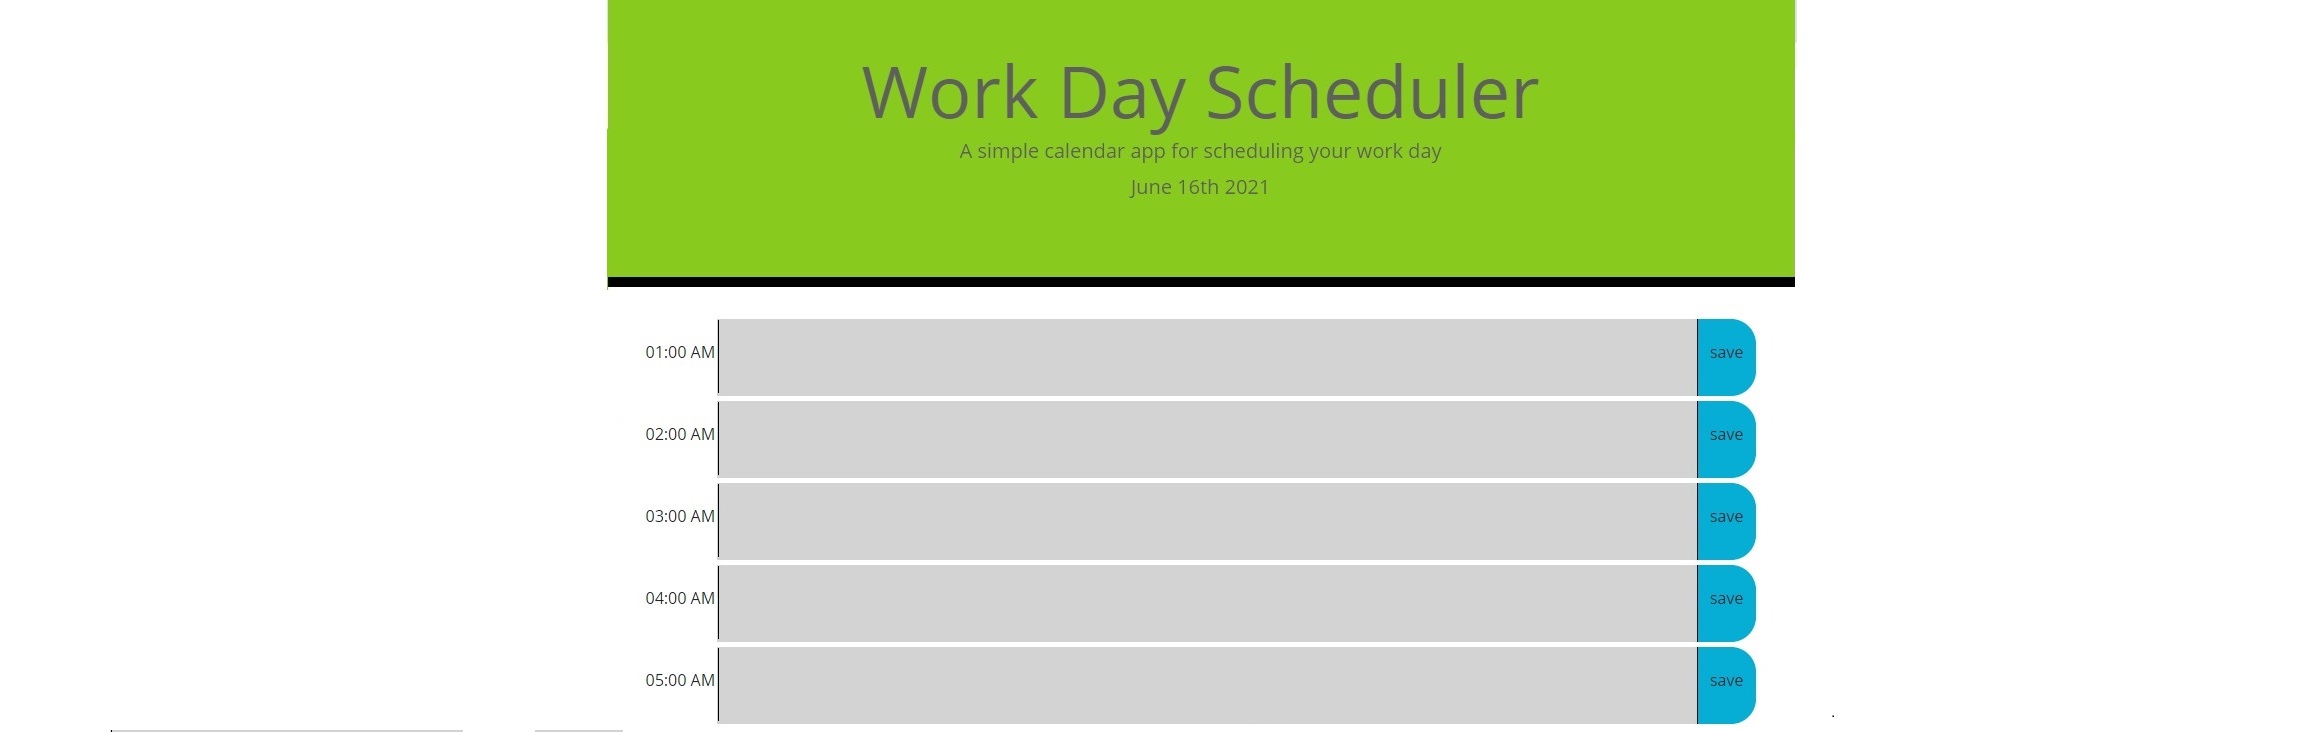 Work Day Scheduler
A simple calendar app for scheduling your work day
June 16th 2021
01:00 AM save
02:00 AM save
03:00 AM save
04:00 AM save
05:00 AM save